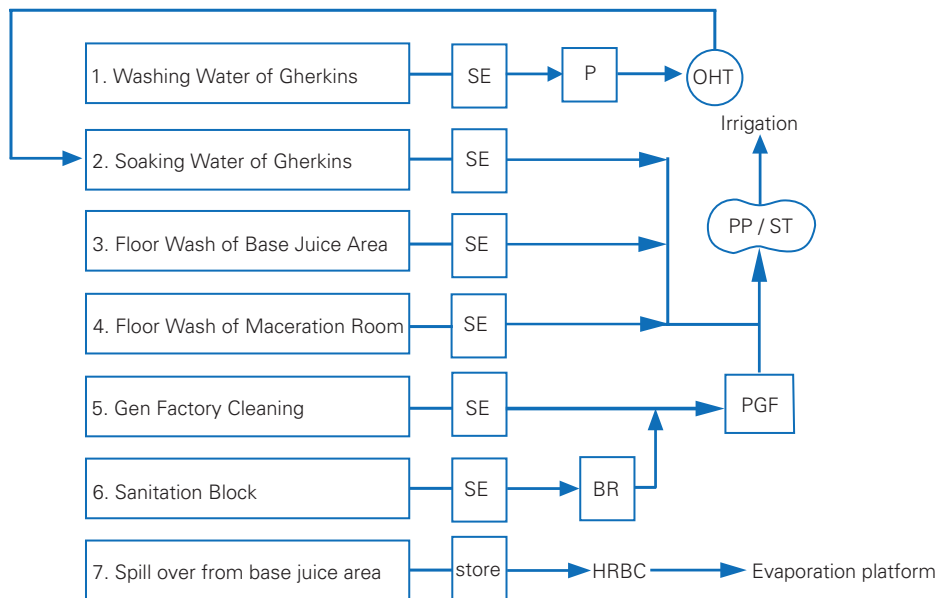 1. Washing Water of Gherkins SE P OHT
Irrigation
2. Soaking Water of Gherkins SE
PP / ST
3. Floor Wash of Base Juice Area SE
4. Floor Wash of Maceration Room SE
5. Gen Factory Cleaning SE PGF
6. Sanitation Block SE BR
7. Spill over from base juice area store HRBC Evaporation platform